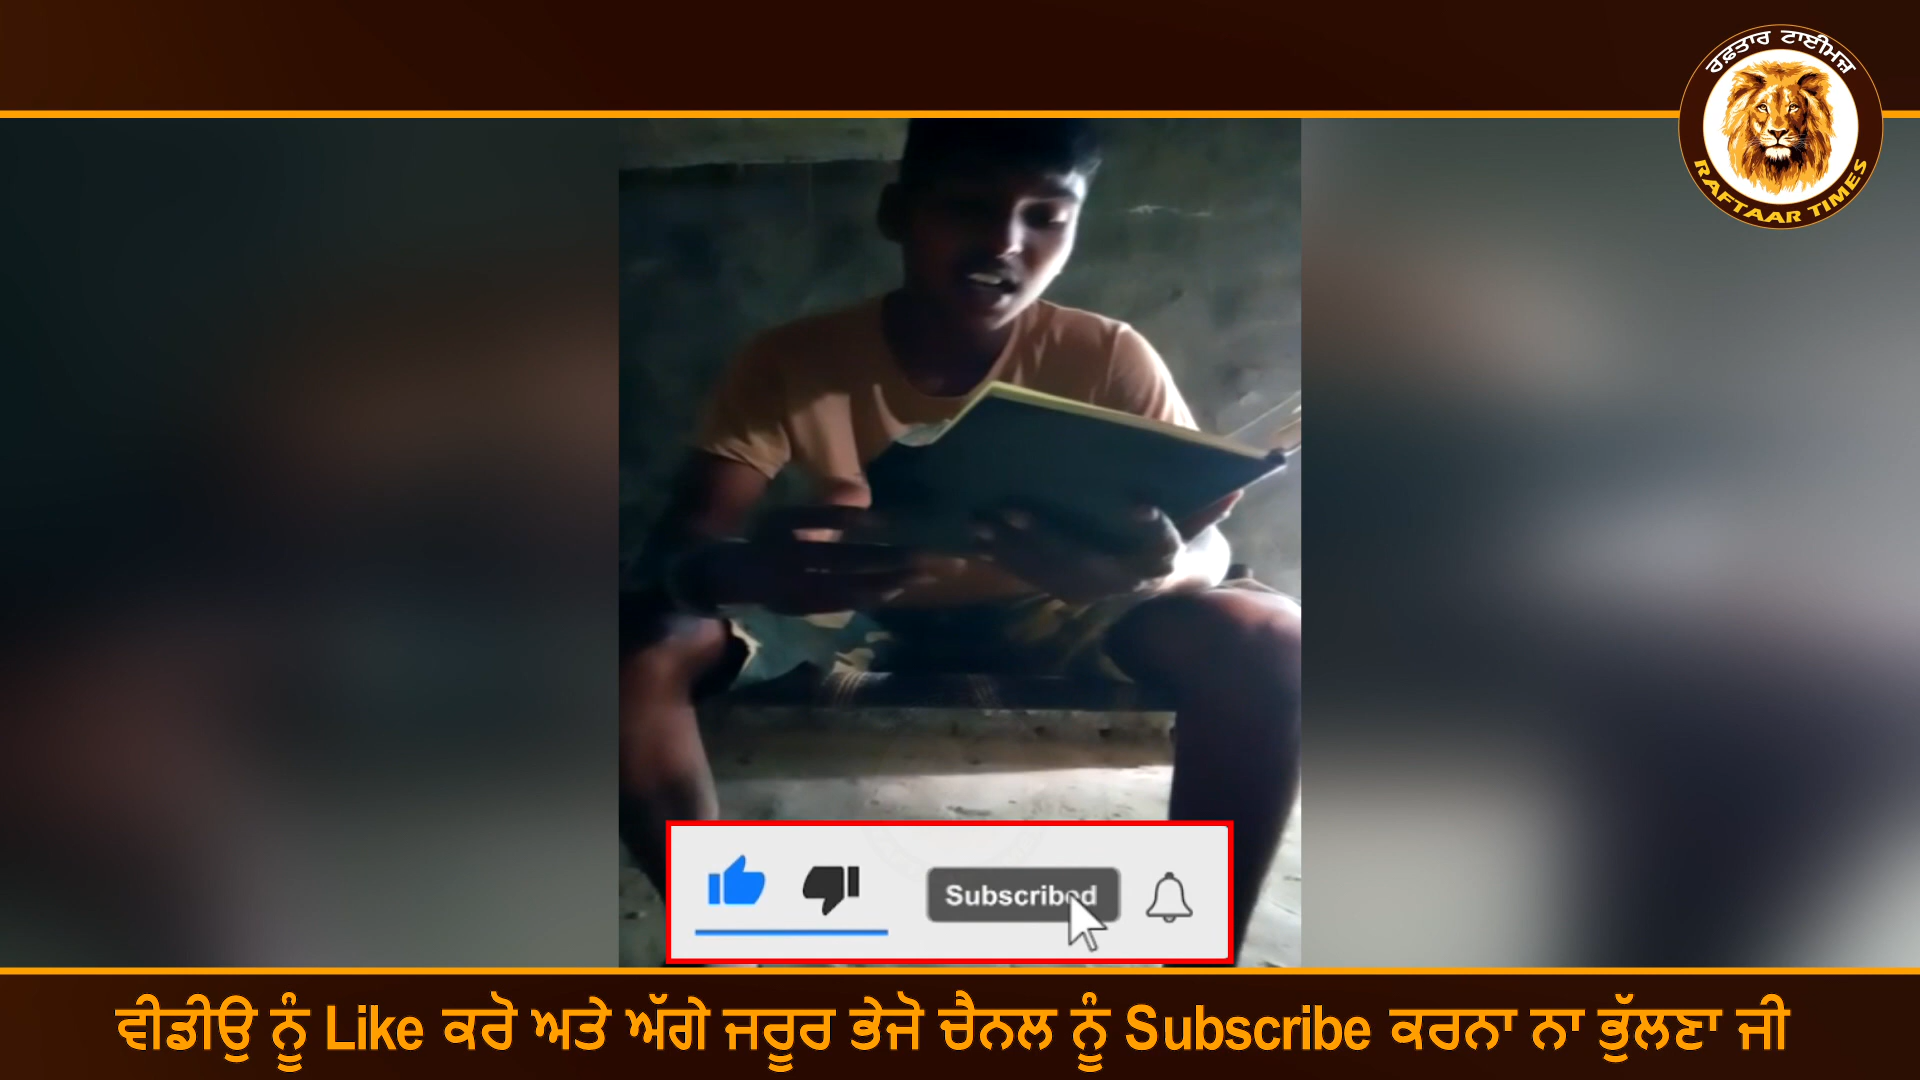 ਰਫ਼ਤਾਰ ਟਾਈਮਜ਼
RAFTAAR TIMES
Subscribed
ਵੀਡੀਉ ਨੂੰ Like ਕਰੋ ਅਤੇ ਅੱਗੇ ਜਰੂਰ ਭੇਜੋ ਚੈਨਲ ਨੂੰ Subscribe ਕਰਨਾ ਨਾ ਭੁੱਲਣਾ ਜੀ